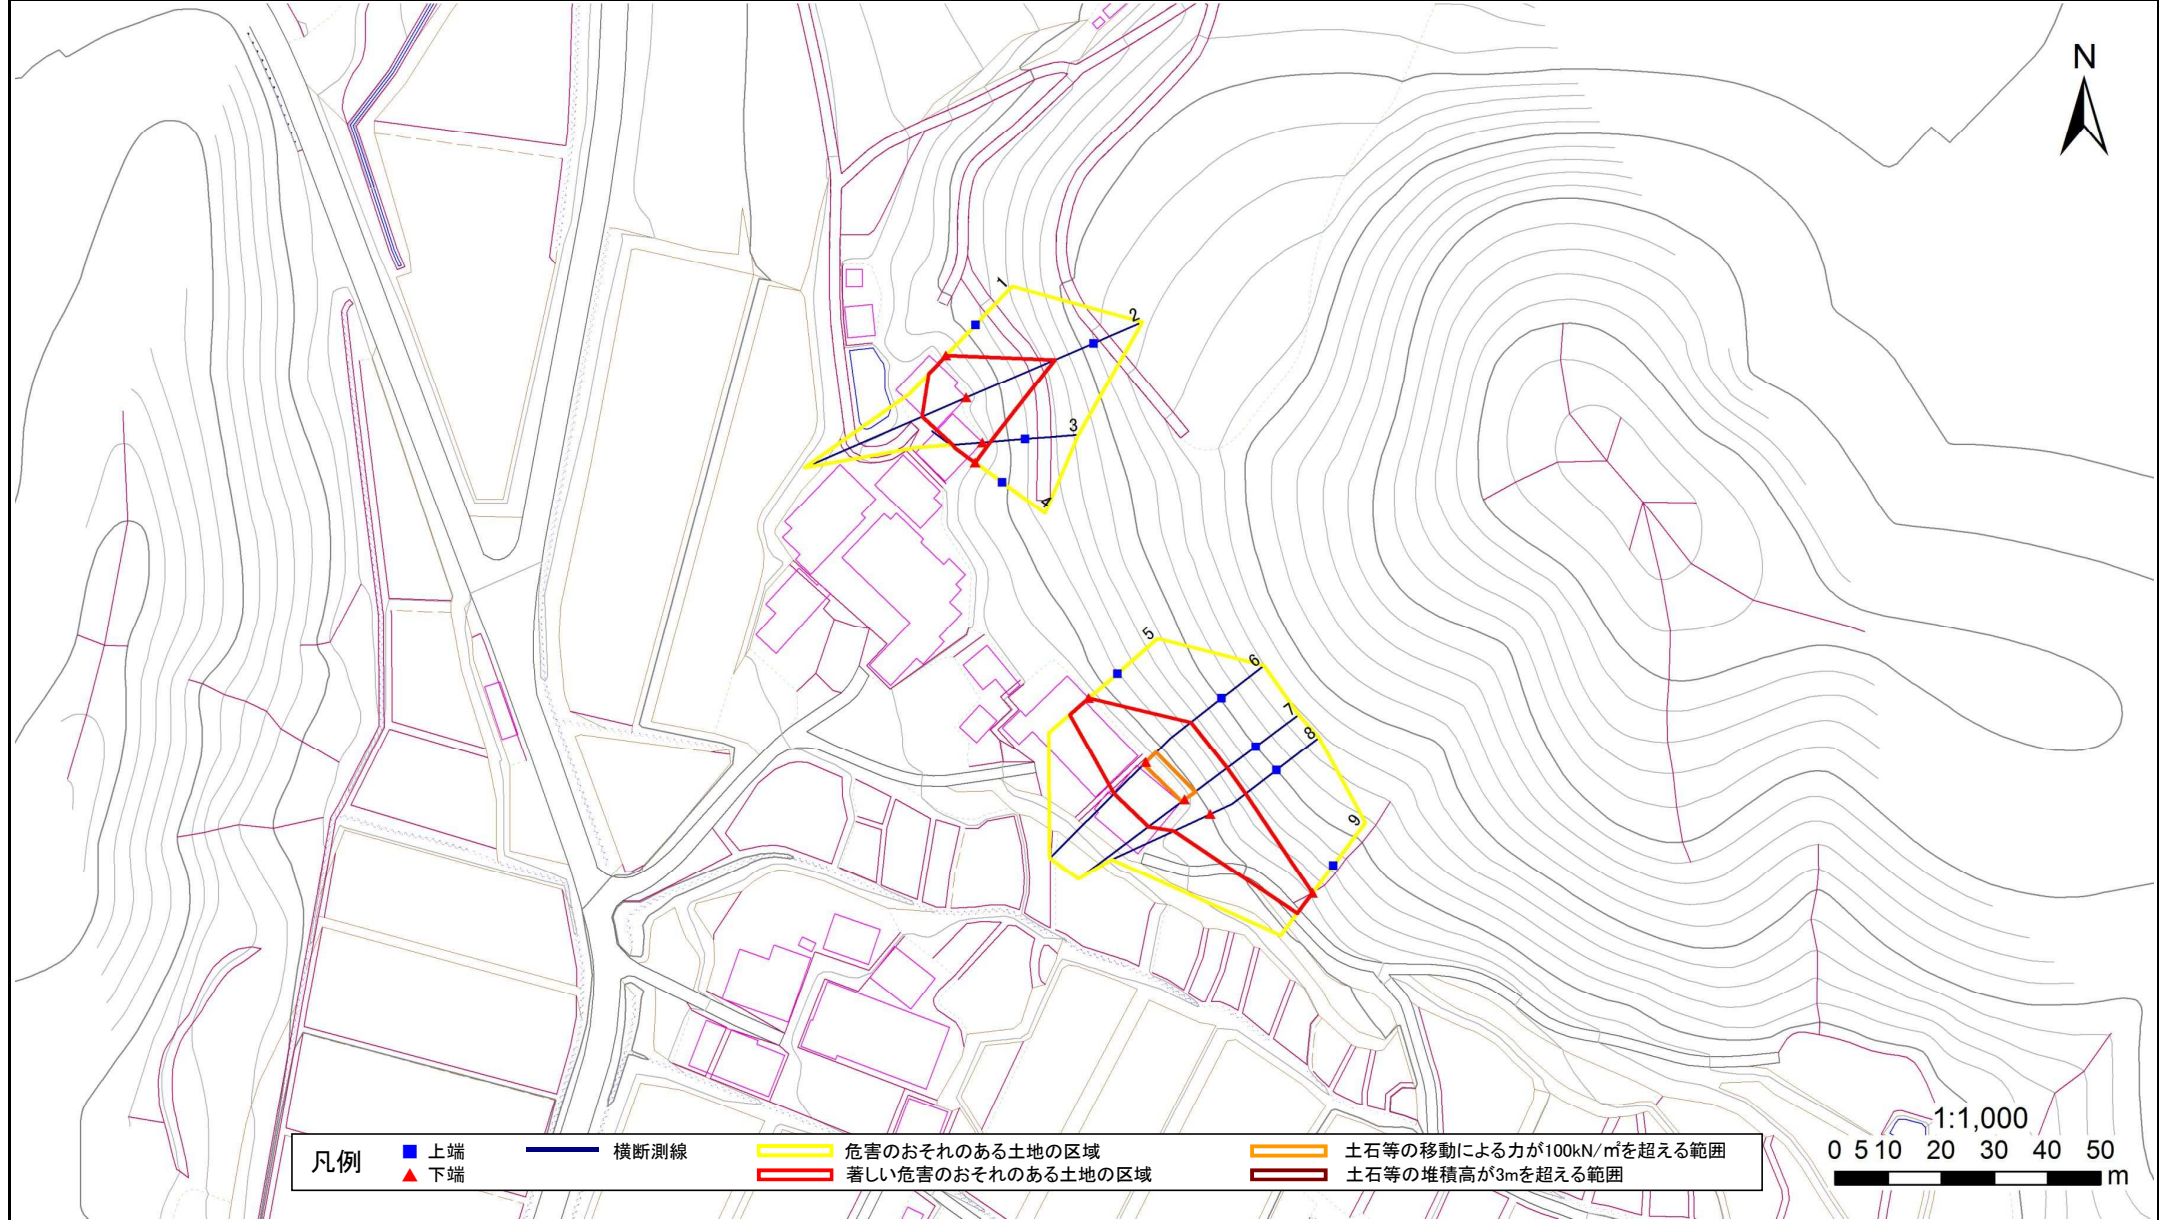 N
1
2
3
4
5
6
7
8
9
1:1,000
0 5 10 20 30 40 50
m
凡例
上端 横断測線 危害のおそれのある土地の区域 土石等の移動による力が100kN/㎡を超える範囲
下端 著しい危害のおそれのある土地の区域 土石等の堆積高が3mを超える範囲